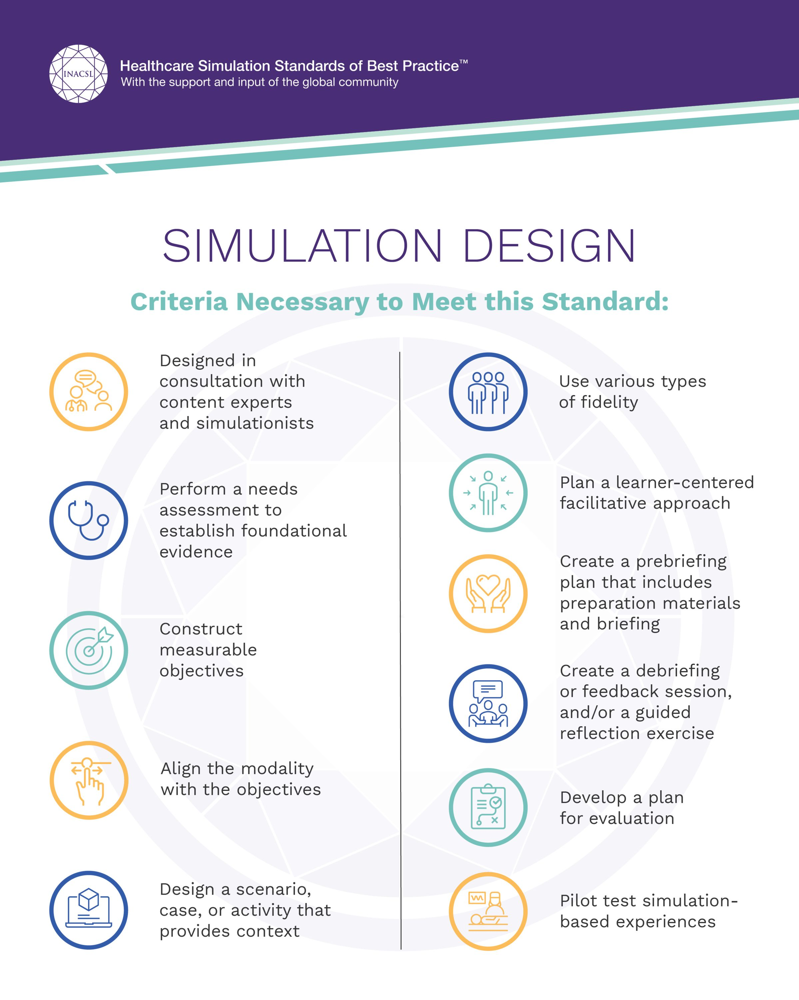 INACSL
Healthcare Simulation Standards of Best Practice™
With the support and input of the global community
SIMULATION DESIGN
Criteria Necessary to Meet this Standard:
Designed in
consultation with
content experts
and simulationists
Perform a needs
assessment to
establish foundational
evidence
Construct
measurable
objectives
Align the modality
with the objectives
Design a scenario,
case, or activity that
provides context
Use various types
of fidelity
Plan a learner-centered
facilitative approach
Create a prebriefing
plan that includes
preparation materials
and briefing
Create a debriefing
or feedback session,
and/or a guided
reflection exercise
Develop a plan
for evaluation
Pilot test simulation-
based experiences